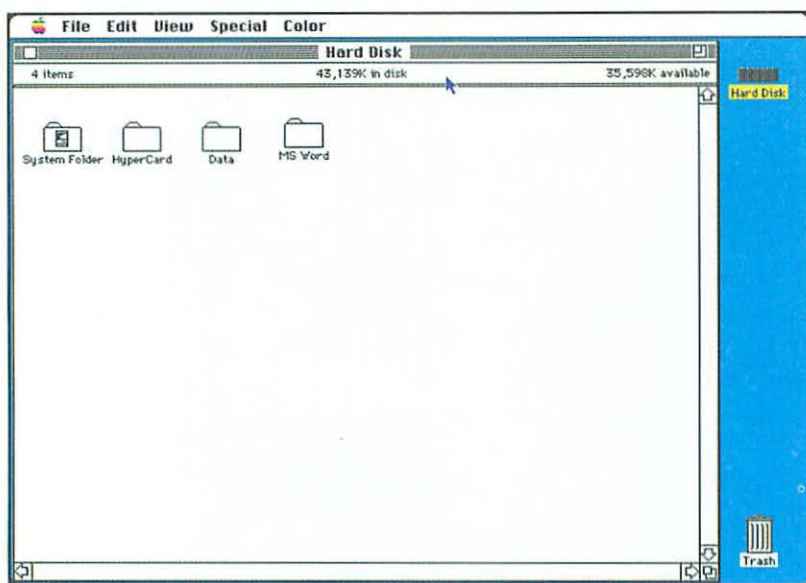 File Edit View Special Color
Hard Disk
4 items 43,139K in disk 35,598K available
Hard Disk
System Folder HyperCard Data MS Word
Trash